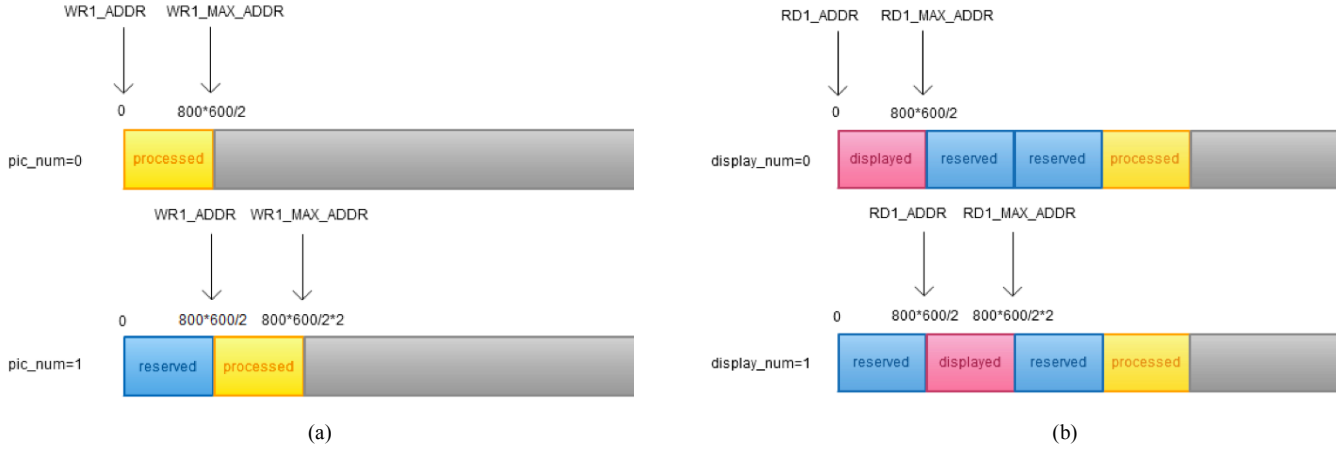 WR1_ADDR WR1_MAX_ADDR
0 800*600/2
pic_num=0 processed
WR1_ADDR WR1_MAX_ADDR
0 800*600/2 800*600/2*2
pic_num=1 reserved processed
(a)
RD1_ADDR RD1_MAX_ADDR
0 800*600/2
display_num=0 displayed reserved reserved processed
RD1_ADDR RD1_MAX_ADDR
0 800*600/2 800*600/2*2
display_num=1 reserved displayed reserved processed
(b)